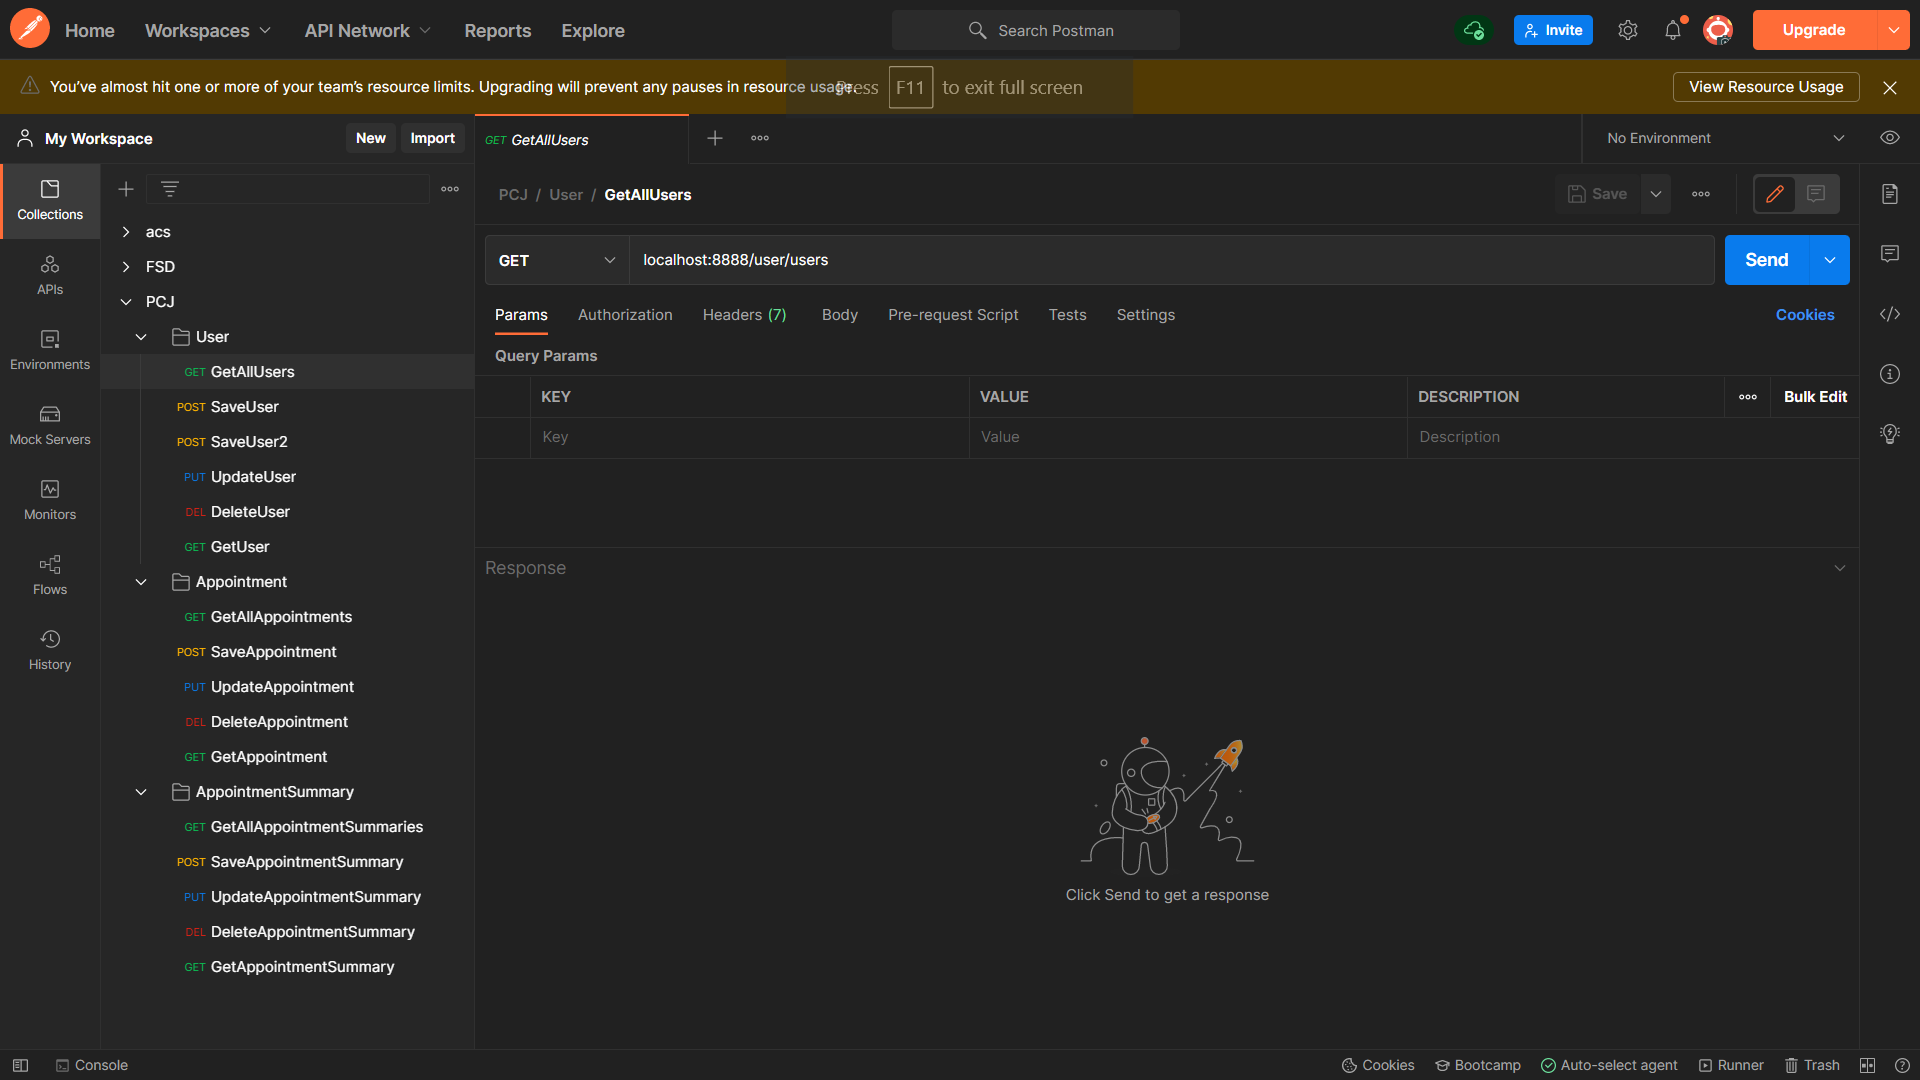 Home
Workspaces
API Network
Reports
Explore
Search Postman
Invite
Upgrade
You've almost hit one or more of your team's resource limits. Upgrading will prevent any pauses in resource usage.
Press F11 to exit full screen
View Resource Usage
My Workspace
New
Import
GET GetAllUsers
No Environment
Collections
APIs
Environments
Mock Servers
Monitors
Flows
History
acs
FSD
PCJ
User
GET GetAllUsers
POST SaveUser
POST SaveUser2
PUT UpdateUser
DEL DeleteUser
GET GetUser
Appointment
GET GetAllAppointments
POST SaveAppointment
PUT UpdateAppointment
DEL DeleteAppointment
GET GetAppointment
AppointmentSummary
GET GetAllAppointmentSummaries
POST SaveAppointmentSummary
PUT UpdateAppointmentSummary
DEL DeleteAppointmentSummary
GET GetAppointmentSummary
PCJ / User / GetAllUsers
Save
GET
localhost:8888/user/users
Send
Params
Authorization
Headers (7)
Body
Pre-request Script
Tests
Settings
Cookies
Query Params
KEY
VALUE
DESCRIPTION
Bulk Edit
Key
Value
Description
Response
Click Send to get a response
Console
Cookies
Bootcamp
Auto-select agent
Runner
Trash